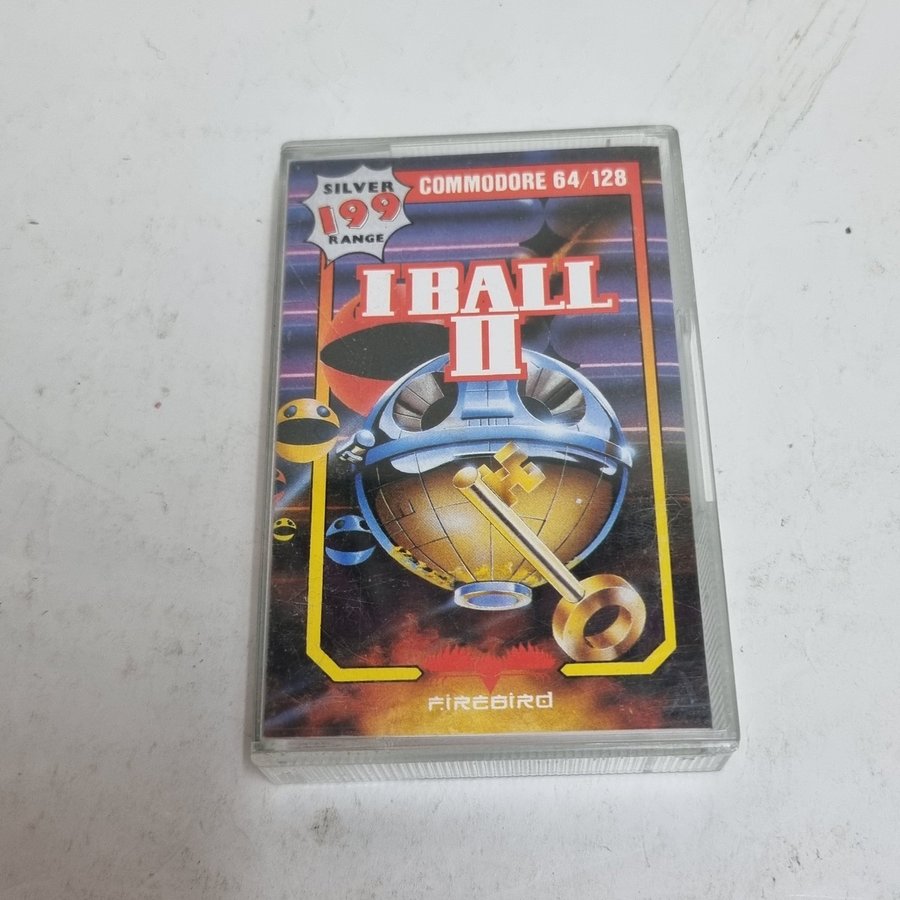 SILVER
199
RANGE
COMMODORE 64/128
I BALL
II
FIREBIRD